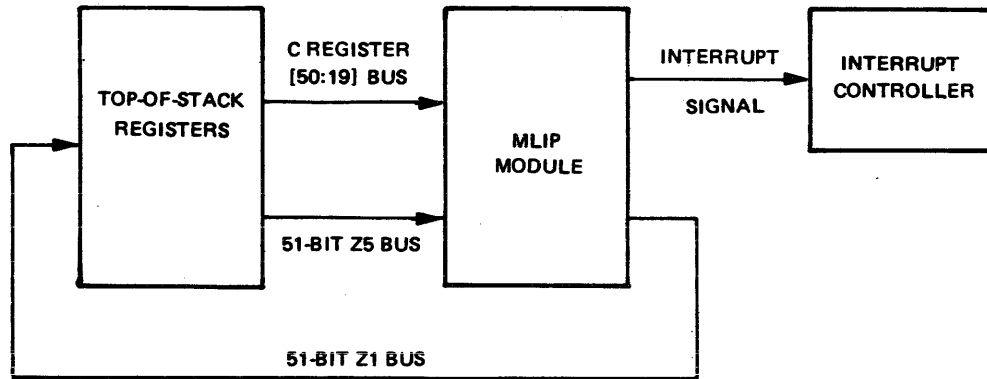 TOP-OF-STACK
REGISTERS
C REGISTER
[50:19] BUS
51-BIT Z5 BUS
MLIP
MODULE
INTERRUPT
SIGNAL
INTERRUPT
CONTROLLER
51-BIT Z1 BUS